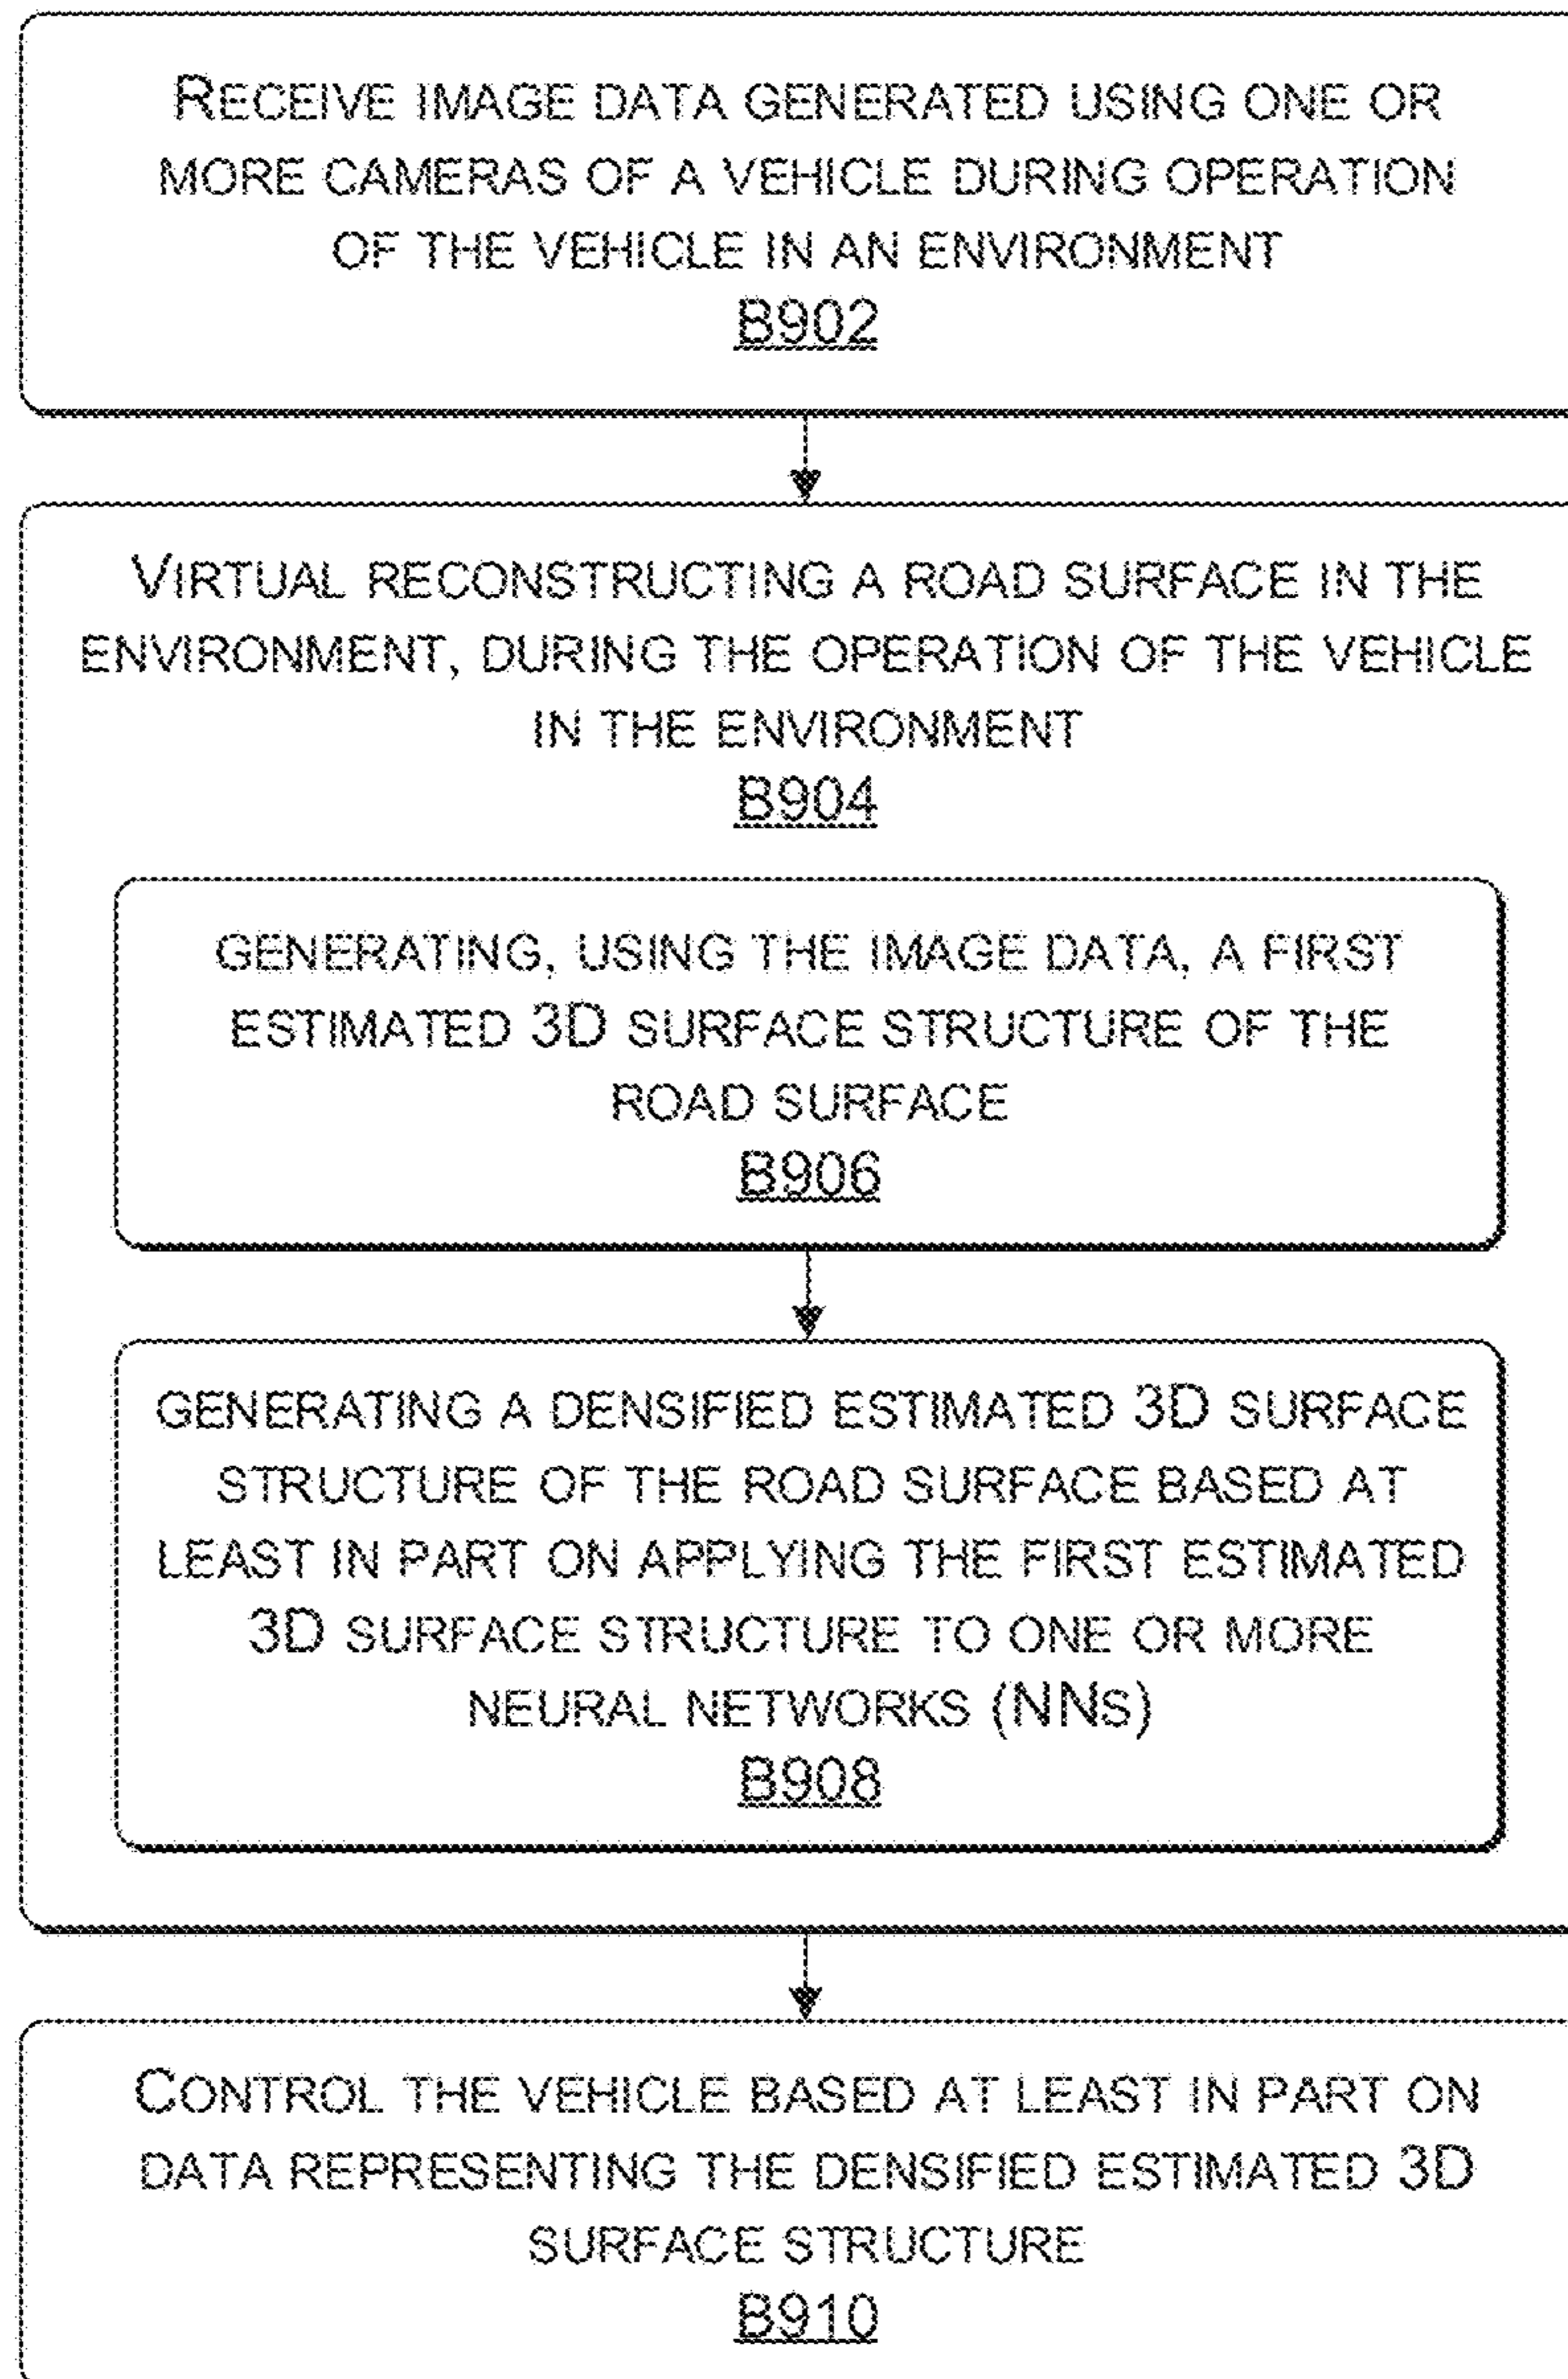 RECEIVE IMAGE DATA GENERATED USING ONE OR
MORE CAMERAS OF A VEHICLE DURING OPERATION
OF THE VEHICLE IN AN ENVIRONMENT
B902
VIRTUAL RECONSTRUCTING A ROAD SURFACE IN THE
ENVIRONMENT, DURING THE OPERATION OF THE VEHICLE
IN THE ENVIRONMENT
B904
GENERATING, USING THE IMAGE DATA, A FIRST
ESTIMATED 3D SURFACE STRUCTURE OF THE
ROAD SURFACE
B906
GENERATING A DENSIFIED ESTIMATED 3D SURFACE
STRUCTURE OF THE ROAD SURFACE BASED AT
LEAST IN PART ON APPLYING THE FIRST ESTIMATED
3D SURFACE STRUCTURE TO ONE OR MORE
NEURAL NETWORKS (NNS)
B908
CONTROL THE VEHICLE BASED AT LEAST IN PART ON
DATA REPRESENTING THE DENSIFIED ESTIMATED 3D
SURFACE STRUCTURE
B910